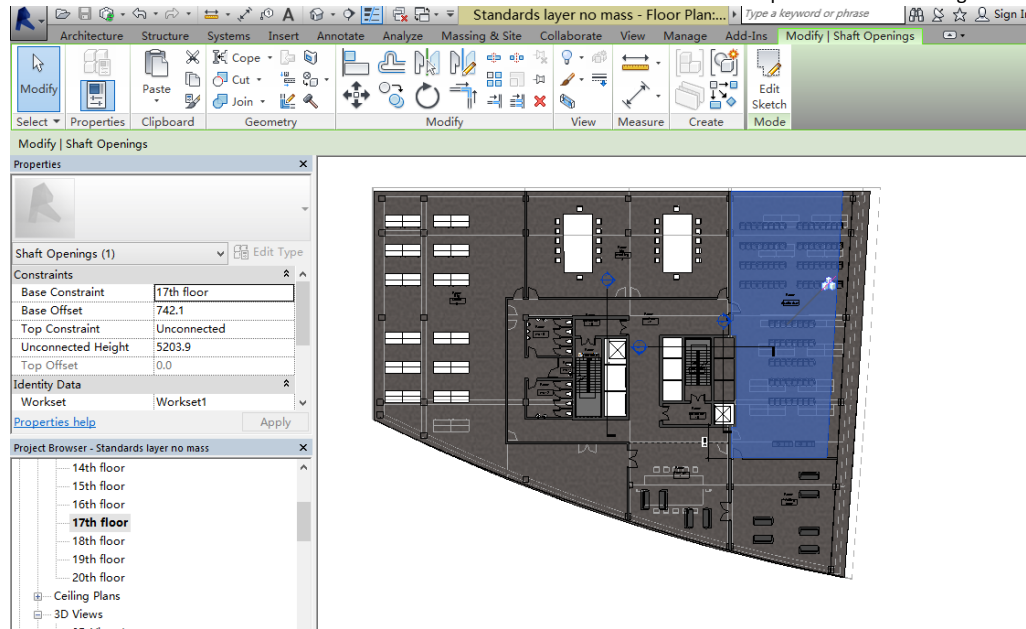 Standards layer no mass - Floor Plan:...
Type a keyword or phrase
Sign In
Architecture Structure Systems Insert Annotate Analyze Massing & Site Collaborate View Manage Add-Ins Modify | Shaft Openings
Modify
Paste
Cope
Cut
Join
Edit
Sketch
Select Properties Clipboard Geometry Modify View Measure Create Mode
Modify | Shaft Openings
Properties
Shaft Openings (1)
Edit Type
Constraints
Base Constraint 17th floor
Base Offset 742.1
Top Constraint Unconnected
Unconnected Height 5203.9
Top Offset 0.0
Identity Data
Workset Workset1
Properties help Apply
Project Browser - Standards layer no mass
14th floor
15th floor
16th floor
17th floor
18th floor
19th floor
20th floor
Ceiling Plans
3D Views